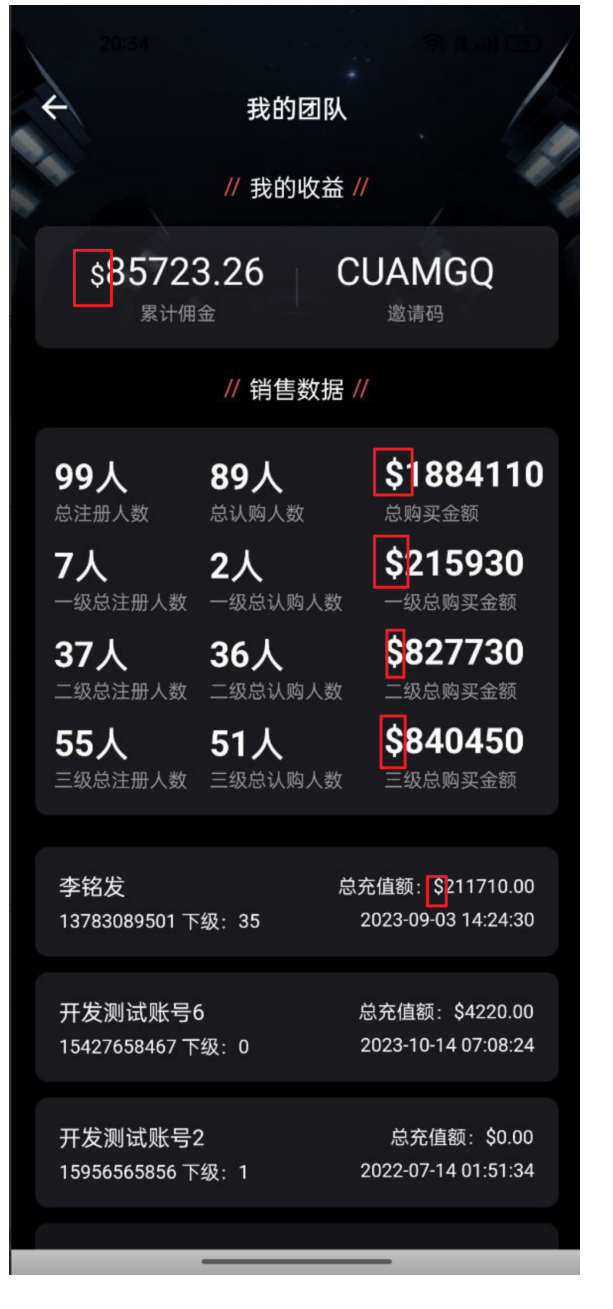 20:34
我的团队
// 我的收益 //
$85723.26 CUAMGQ
累计佣金 邀请码
// 销售数据 //
99人 89人 $1884110
总注册人数 总认购人数 总购买金额
7人 2人 $215930
一级总注册人数 一级总认购人数 一级总购买金额
37人 36人 $827730
二级总注册人数 二级总认购人数 二级总购买金额
55人 51人 $840450
三级总注册人数 三级总认购人数 三级总购买金额
李铭发 总充值额：$211710.00
13783089501 下级：35 2023-09-03 14:24:30
开发测试账号6 总充值额：$4220.00
15427658467 下级：0 2023-10-14 07:08:24
开发测试账号2 总充值额：$0.00
15956565856 下级：1 2022-07-14 01:51:34